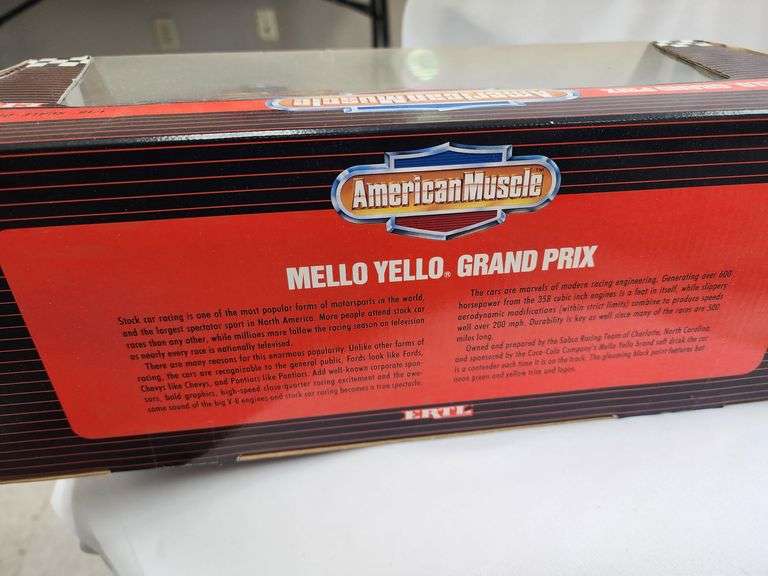 AmericanMuscle
AmericanMuscle™
MELLO YELLO® GRAND PRIX
Stock car racing is one of the most popular forms of motorsports in the world,
and the largest spectator sport in North America. More people attend stock car
races than any other, while millions more follow the racing season on television
as nearly every race is nationally televised.
There are many reasons for this enormous popularity. Unlike other forms of
racing, the cars are recognizable to the general public. Fords look like Fords,
Chevys like Chevys, and Pontiacs like Pontiacs. Add well-known corporate spon-
sors, bold graphics, high-speed close quarter racing excitement and the awe-
some sound of the big V-8 engines and stock car racing becomes a true spectacle.
The cars are marvels of modern racing engineering. Generating over 600
horsepower from the 358 cubic inch engines is a feat in itself, while slippery
aerodynamic modifications (within strict limits) combine to produce speeds
well over 200 mph. Durability is key as well since many of the races are 500
miles long.
Owned and prepared by the Sabco Racing Team of Charlotte, North Carolina
and sponsored by the Coca-Cola Company's Mello Yello brand soft drink the car
is a contender each time it is on the track. The gleaming black paint features hot
neon green and yellow trim and logos.
ERTL